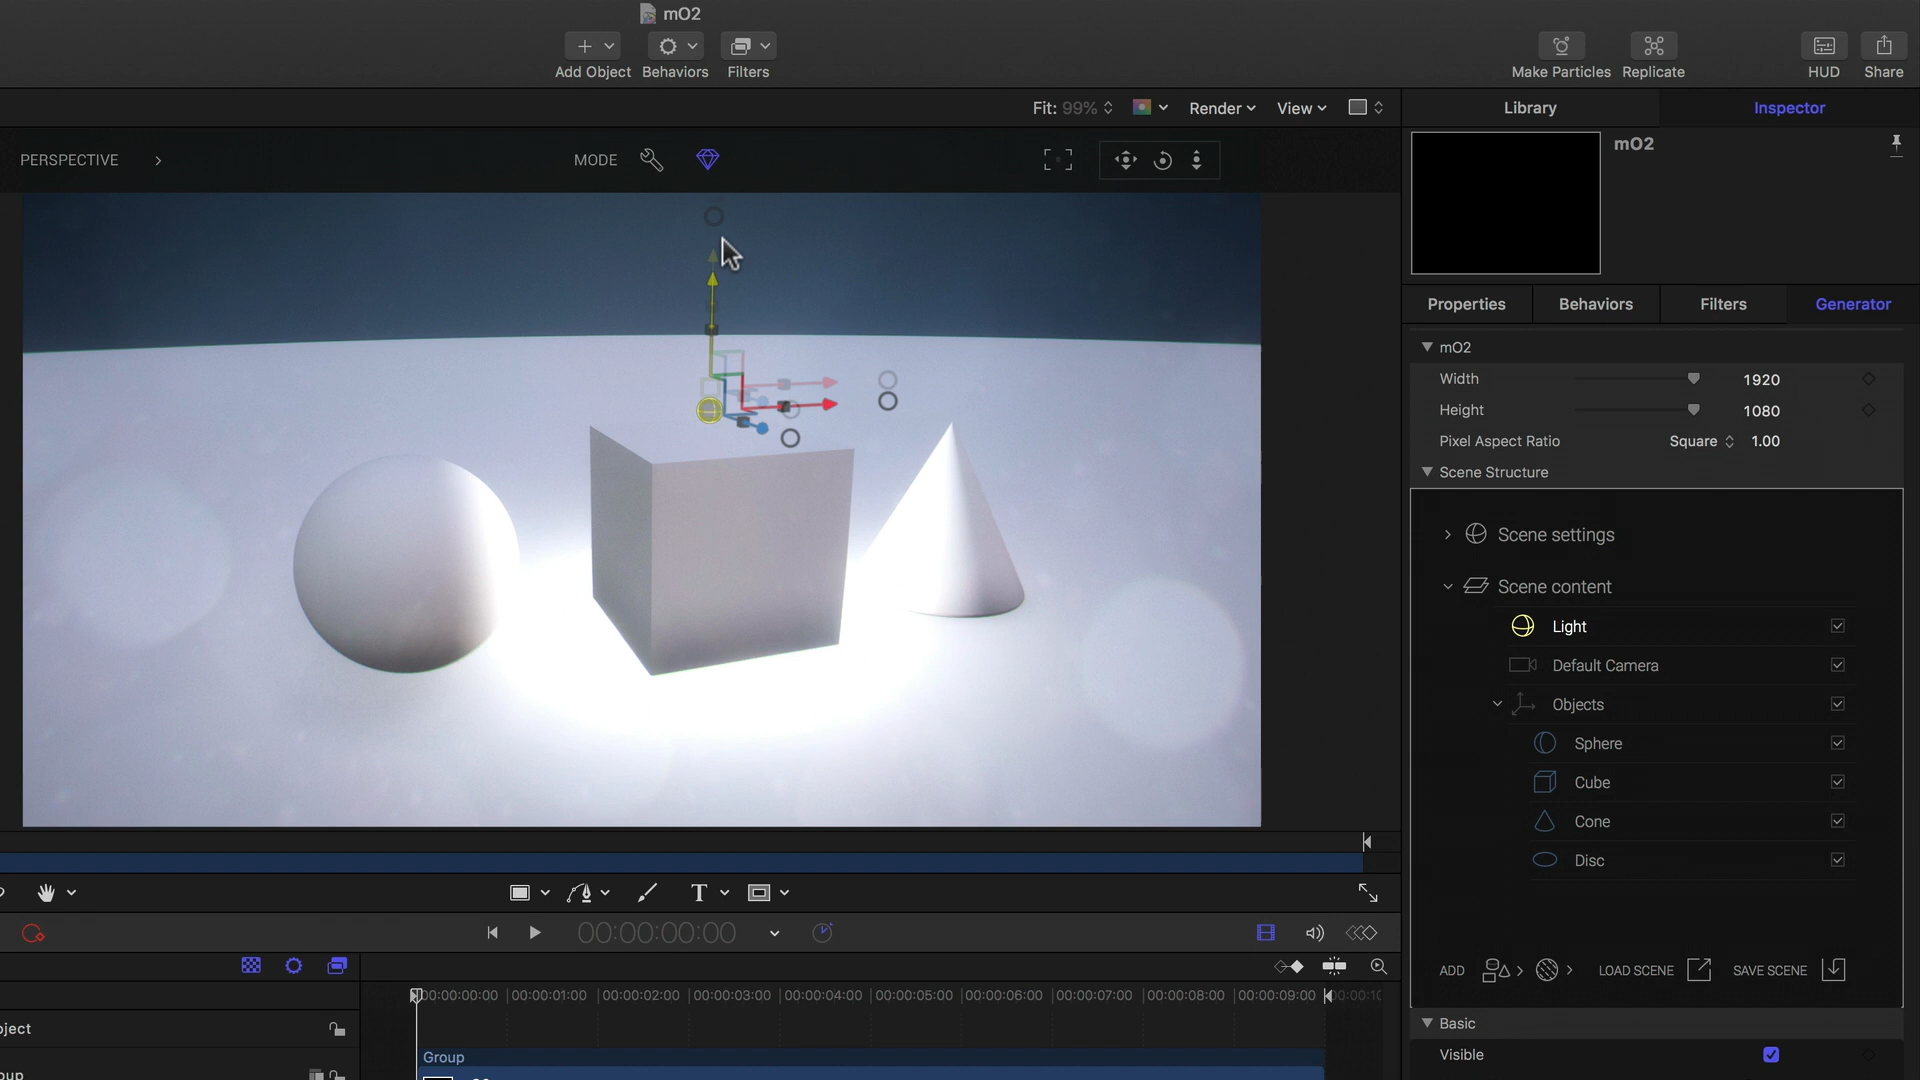 mO2
Add Object
Behaviors
Filters
Make Particles
Replicate
HUD
Share
Fit: 99%
Render
View
Library
Inspector
PERSPECTIVE
MODE
mO2
Properties
Behaviors
Filters
Generator
mO2
Width 1920
Height 1080
Pixel Aspect Ratio Square 1.00
Scene Structure
Scene settings
Scene content
Light
Default Camera
Objects
Sphere
Cube
Cone
Disc
ADD
LOAD SCENE
SAVE SCENE
Basic
Visible
T
00:00:00:00
00:00:00:00 00:00:01:00 00:00:02:00 00:00:03:00 00:00:04:00 00:00:05:00 00:00:06:00 00:00:07:00 00:00:08:00 00:00:09:00 00:00:10
oject
Group
oup